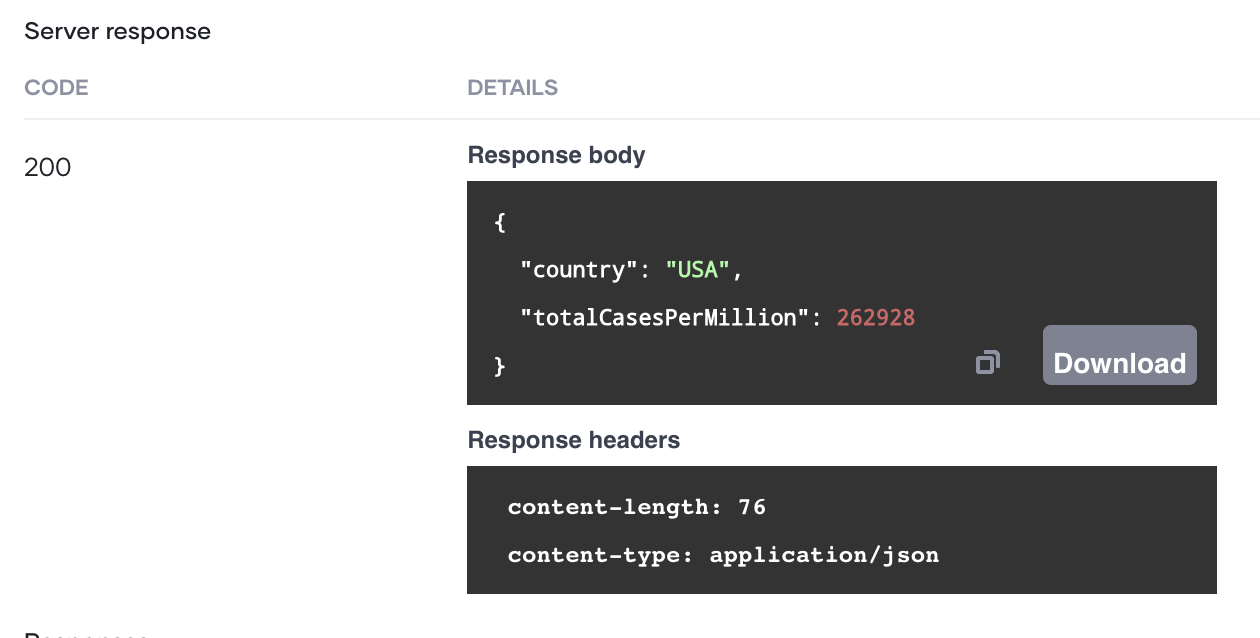 Server response
CODE DETAILS
200
Response body
{
"country": "USA",
"totalCasesPerMillion": 262928
}
Download
Response headers
content-length: 76
content-type: application/json